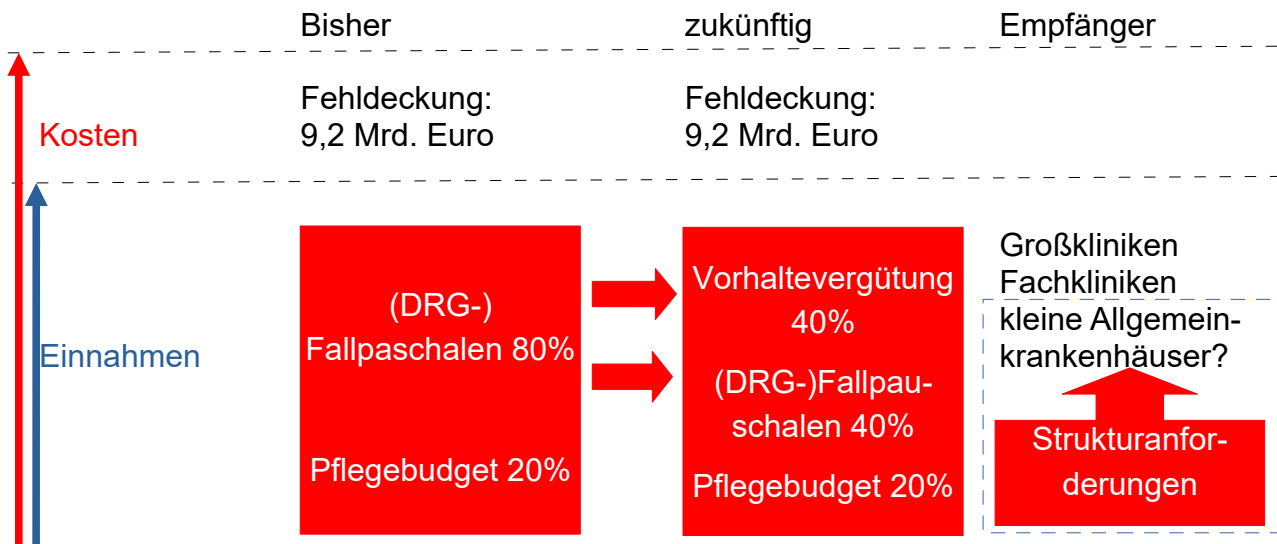 Bisher
zukünftig
Empfänger
Kosten
Fehldeckung:
9,2 Mrd. Euro
Fehldeckung:
9,2 Mrd. Euro
Einnahmen
(DRG-)
Fallpaschalen 80%
Pflegebudget 20%
Vorhaltevergütung
40%
(DRG-)Fallpau-
schalen 40%
Pflegebudget 20%
Großkliniken
Fachkliniken
kleine Allgemein-
krankenhäuser?
Strukturanfor-
derungen